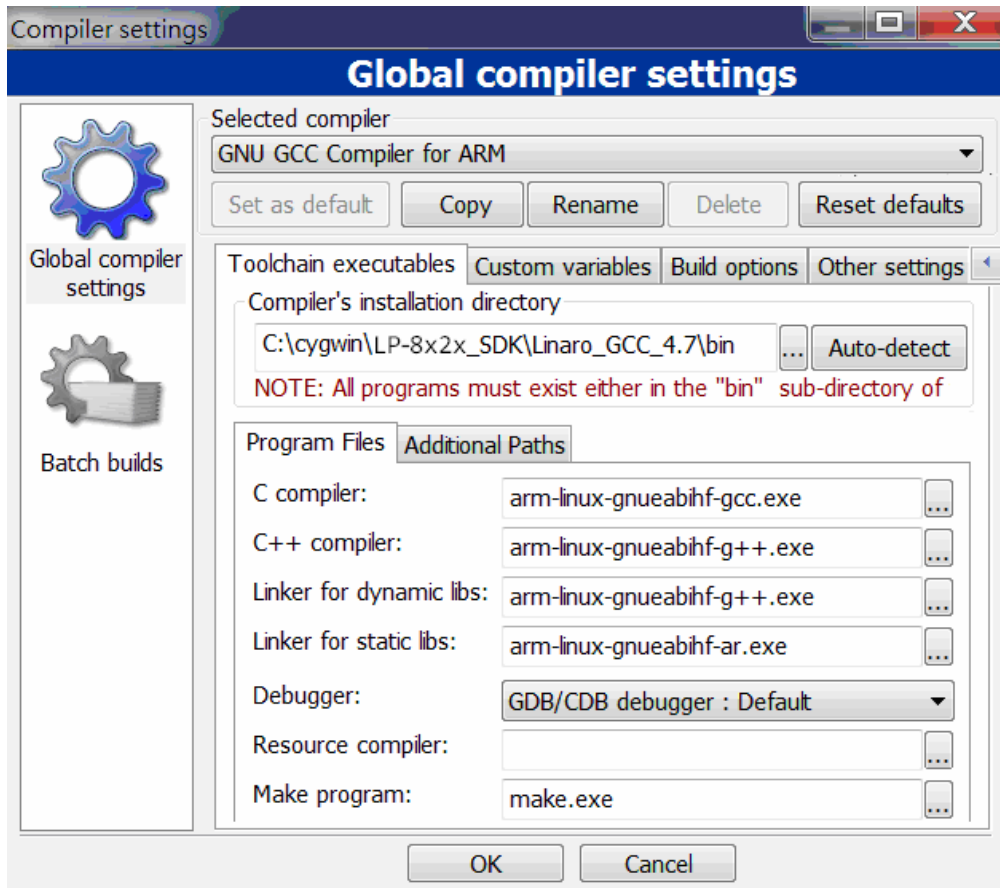 Compiler settings
Global compiler settings
Global compiler
settings
Batch builds
Selected compiler
GNU GCC Compiler for ARM
Set as default Copy Rename Delete Reset defaults
Toolchain executables Custom variables Build options Other settings
Compiler's installation directory
C:\cygwin\LP-8x2x_SDK\Linaro_GCC_4.7\bin ... Auto-detect
NOTE: All programs must exist either in the "bin" sub-directory of
Program Files Additional Paths
C compiler: arm-linux-gnueabihf-gcc.exe ...
C++ compiler: arm-linux-gnueabihf-g++.exe ...
Linker for dynamic libs: arm-linux-gnueabihf-g++.exe ...
Linker for static libs: arm-linux-gnueabihf-ar.exe ...
Debugger: GDB/CDB debugger : Default
Resource compiler: ...
Make program: make.exe ...
OK Cancel